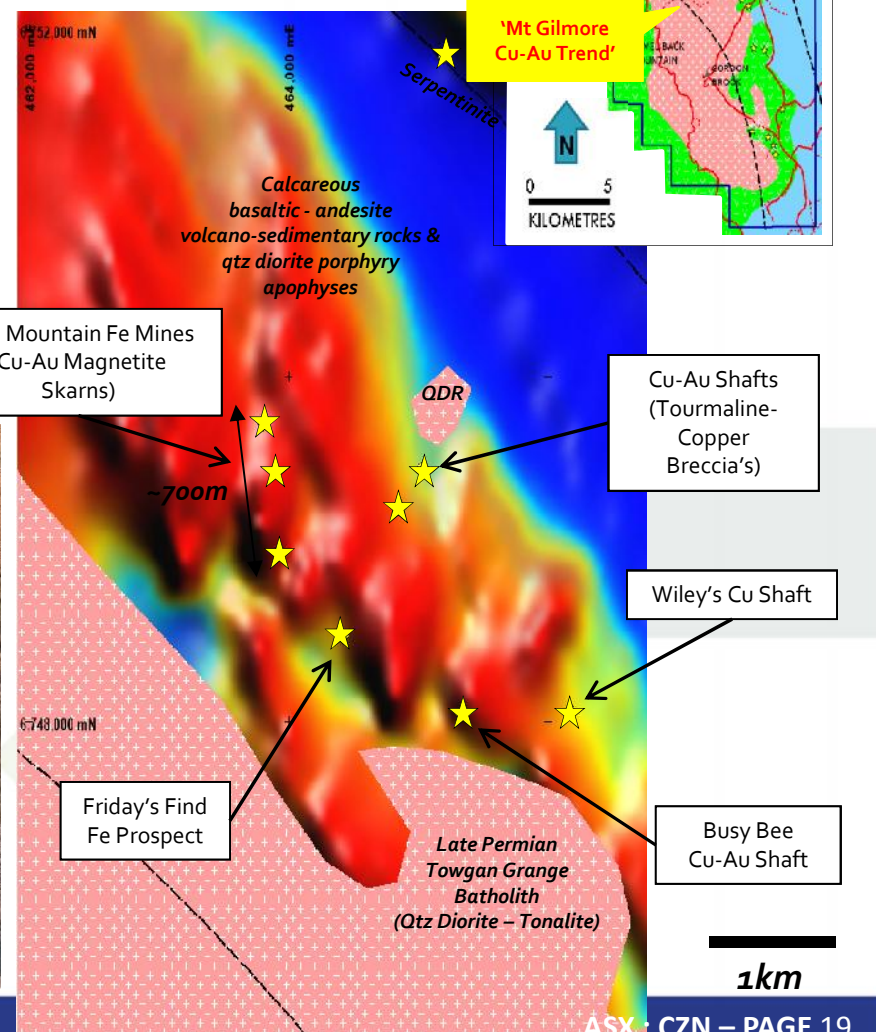 'Mt Gilmore
Cu-Au Trend'
GORDON
BROOK
N
0 5
KILOMETRES
6752,000 mN
462,000 mE
464,000 mE
Serpentinite
Calcareous
basaltic - andesite
volcano-sedimentary rocks &
qtz diorite porphyry
apophyses
Mountain Fe Mines
Cu-Au Magnetite
Skarns)
QDR
Cu-Au Shafts
(Tourmaline-
Copper
Breccia's)
~700m
Wiley's Cu Shaft
6748,000 mN
Friday's Find
Fe Prospect
Late Permian
Towgan Grange
Batholith
(Qtz Diorite – Tonalite)
Busy Bee
Cu-Au Shaft
1km
ASX : CZN – PAGE 19